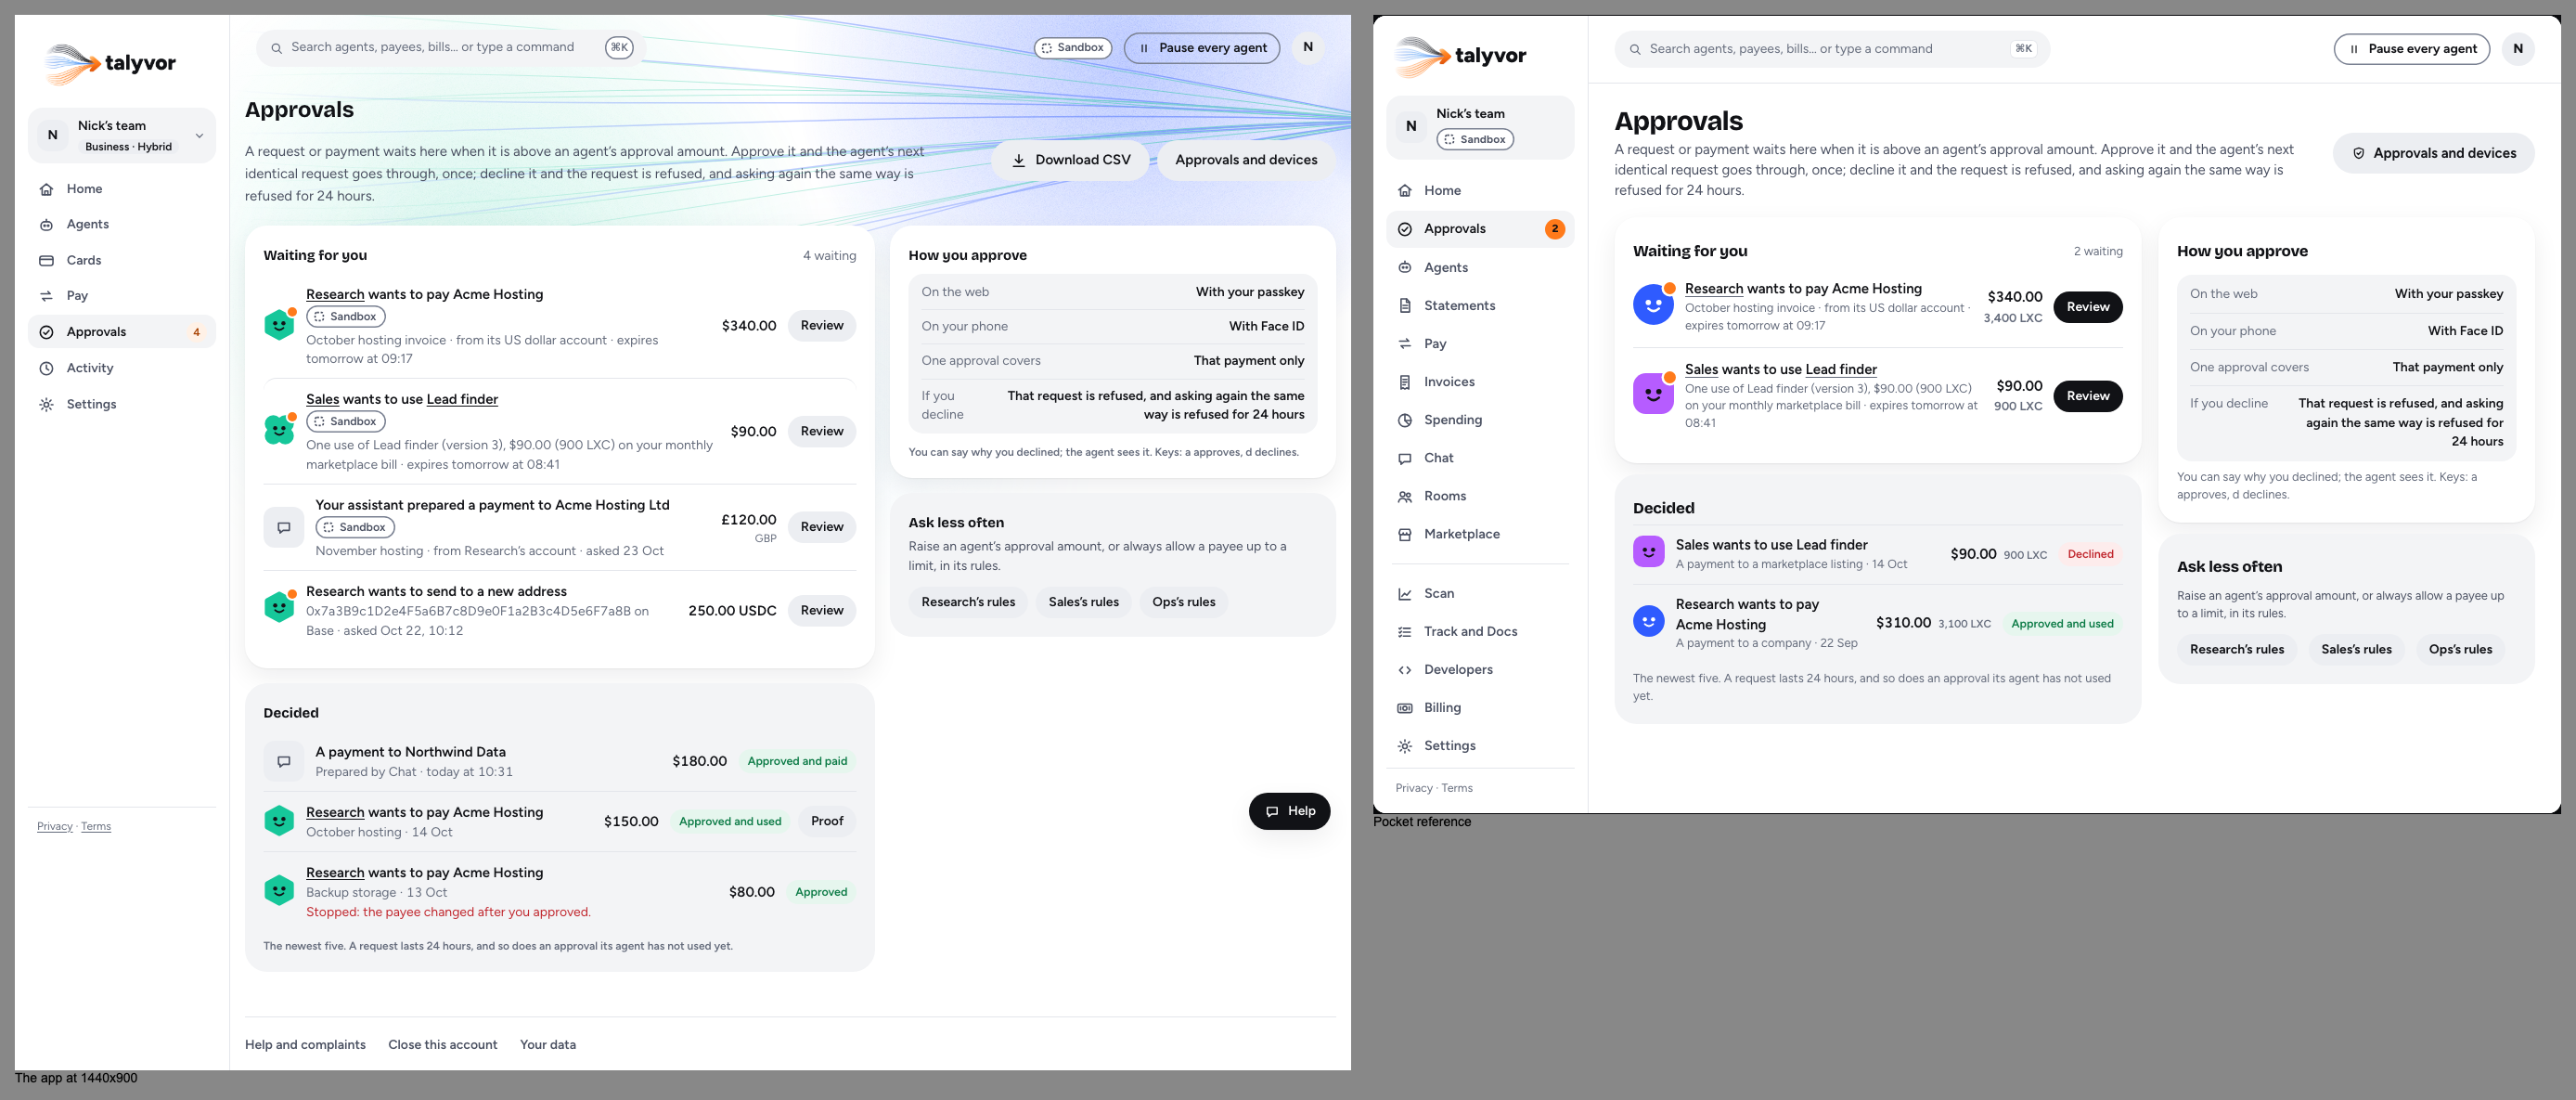 talyvor
N
Nick's team
Business · Hybrid
Home
Agents
Cards
Pay
Approvals
4
Activity
Settings
Privacy · Terms
Search agents, payees, bills... or type a command
⌘K
Sandbox
Pause every agent
N
Approvals
A request or payment waits here when it is above an agent's approval amount. Approve it and the agent's next
identical request goes through, once; decline it and the request is refused, and asking again the same way is
refused for 24 hours.
Download CSV
Approvals and devices
Waiting for you
4 waiting
Research wants to pay Acme Hosting
Sandbox
October hosting invoice · from its US dollar account · expires
tomorrow at 09:17
$340.00
Review
Sales wants to use Lead finder
Sandbox
One use of Lead finder (version 3), $90.00 (900 LXC) on your monthly
marketplace bill · expires tomorrow at 08:41
$90.00
Review
Your assistant prepared a payment to Acme Hosting Ltd
Sandbox
November hosting · from Research's account · asked 23 Oct
£120.00
GBP
Review
Research wants to send to a new address
0x7a3B9c1D2e4F5a6B7c8D9e0F1a2B3c4D5e6F7a8B on
Base · asked Oct 22, 10:12
250.00 USDC
Review
How you approve
On the web
With your passkey
On your phone
With Face ID
One approval covers
That payment only
If you
decline
That request is refused, and asking again the same
way is refused for 24 hours
You can say why you declined; the agent sees it. Keys: a approves, d declines.
Ask less often
Raise an agent's approval amount, or always allow a payee up to a
limit, in its rules.
Research's rules
Sales's rules
Ops's rules
Decided
A payment to Northwind Data
Prepared by Chat · today at 10:31
$180.00
Approved and paid
Research wants to pay Acme Hosting
October hosting · 14 Oct
$150.00
Approved and used
Proof
Research wants to pay Acme Hosting
Backup storage · 13 Oct
Stopped: the payee changed after you approved.
$80.00
Approved
The newest five. A request lasts 24 hours, and so does an approval its agent has not used yet.
Help
Help and complaints
Close this account
Your data
The app at 1440x900
talyvor
N
Nick's team
Sandbox
Home
Approvals
2
Agents
Statements
Pay
Invoices
Spending
Chat
Rooms
Marketplace
Scan
Track and Docs
Developers
Billing
Settings
Privacy · Terms
Search agents, payees, bills... or type a command
⌘K
Pause every agent
N
Approvals
A request or payment waits here when it is above an agent's approval amount. Approve it and the agent's next
identical request goes through, once; decline it and the request is refused, and asking again the same way is
refused for 24 hours.
Approvals and devices
Waiting for you
2 waiting
Research wants to pay Acme Hosting
October hosting invoice · from its US dollar account ·
expires tomorrow at 09:17
$340.00
3,400 LXC
Review
Sales wants to use Lead finder
One use of Lead finder (version 3), $90.00 (900 LXC)
on your monthly marketplace bill · expires tomorrow at
08:41
$90.00
900 LXC
Review
Decided
Sales wants to use Lead finder
A payment to a marketplace listing · 14 Oct
$90.00 900 LXC
Declined
Research wants to pay
Acme Hosting
A payment to a company · 22 Sep
$310.00 3,100 LXC
Approved and used
The newest five. A request lasts 24 hours, and so does an approval its agent has not used
yet.
How you approve
On the web
With your passkey
On your phone
With Face ID
One approval covers
That payment only
If you decline
That request is refused, and asking
again the same way is refused for
24 hours
You can say why you declined; the agent sees it. Keys: a
approves, d declines.
Ask less often
Raise an agent's approval amount, or always allow a payee up
to a limit, in its rules.
Research's rules
Sales's rules
Ops's rules
Pocket reference